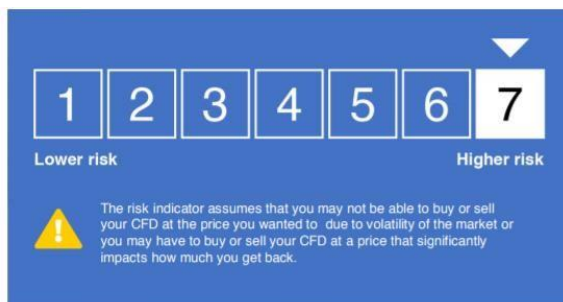 1 2 3 4 5 6 7
Lower risk Higher risk
The risk indicator assumes that you may not be able to buy or sell
your CFD at the price you wanted to due to volatility of the market or
you may have to buy or sell your CFD at a price that significantly
impacts how much you get back.